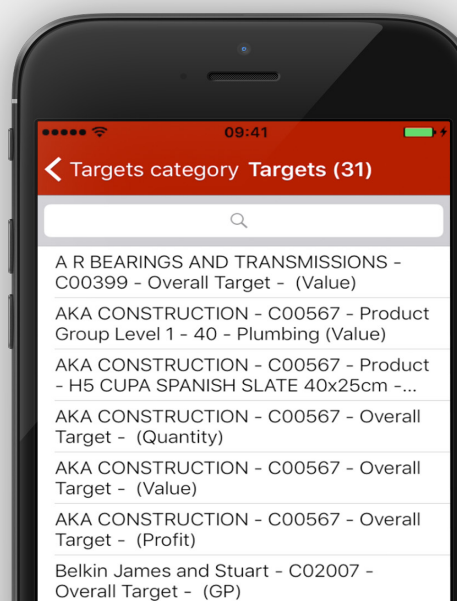 09:41
Targets category Targets (31)
A R BEARINGS AND TRANSMISSIONS -
C00399 - Overall Target - (Value)
AKA CONSTRUCTION - C00567 - Product
Group Level 1 - 40 - Plumbing (Value)
AKA CONSTRUCTION - C00567 - Product
- H5 CUPA SPANISH SLATE 40x25cm -...
AKA CONSTRUCTION - C00567 - Overall
Target - (Quantity)
AKA CONSTRUCTION - C00567 - Overall
Target - (Value)
AKA CONSTRUCTION - C00567 - Overall
Target - (Profit)
Belkin James and Stuart - C02007 -
Overall Target - (GP)